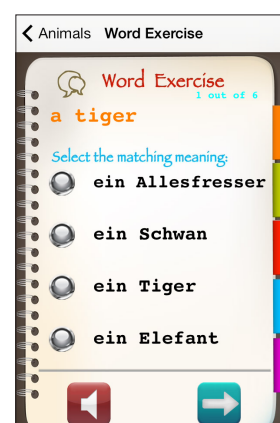 Animals Word Exercise
Word Exercise
1 out of 6
a tiger
Select the matching meaning:
ein Allesfresser
ein Schwan
ein Tiger
ein Elefant